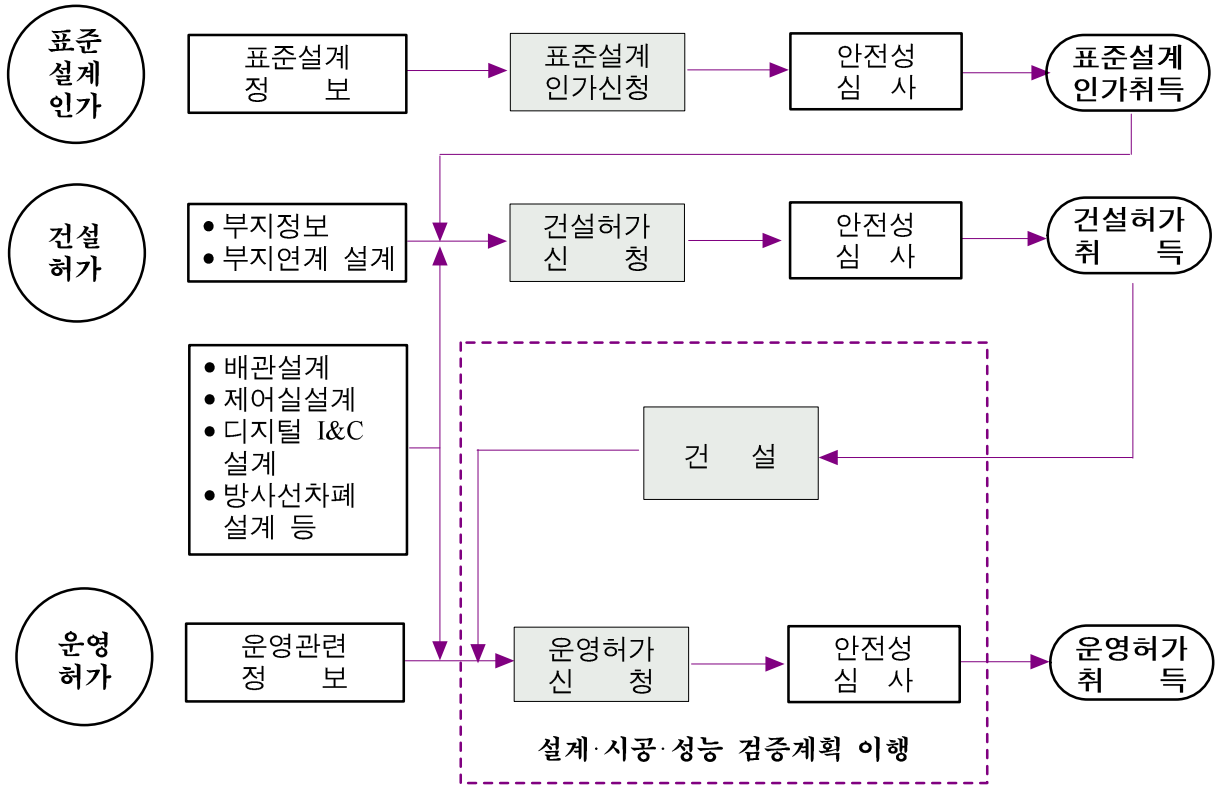 표준
설계
인가
표준설계
정 보
표준설계
인가신청
안전성
심 사
표준설계
인가취득
건설
허가
• 부지정보
• 부지연계 설계
건설허가
신 청
안전성
심 사
건설허가
취 득
• 배관설계
• 제어실설계
• 디지털 I&C
설계
• 방사선차폐
설계 등
건 설
운영
허가
운영관련
정 보
운영허가
신 청
안전성
심 사
운영허가
취 득
설계·시공·성능 검증계획 이행